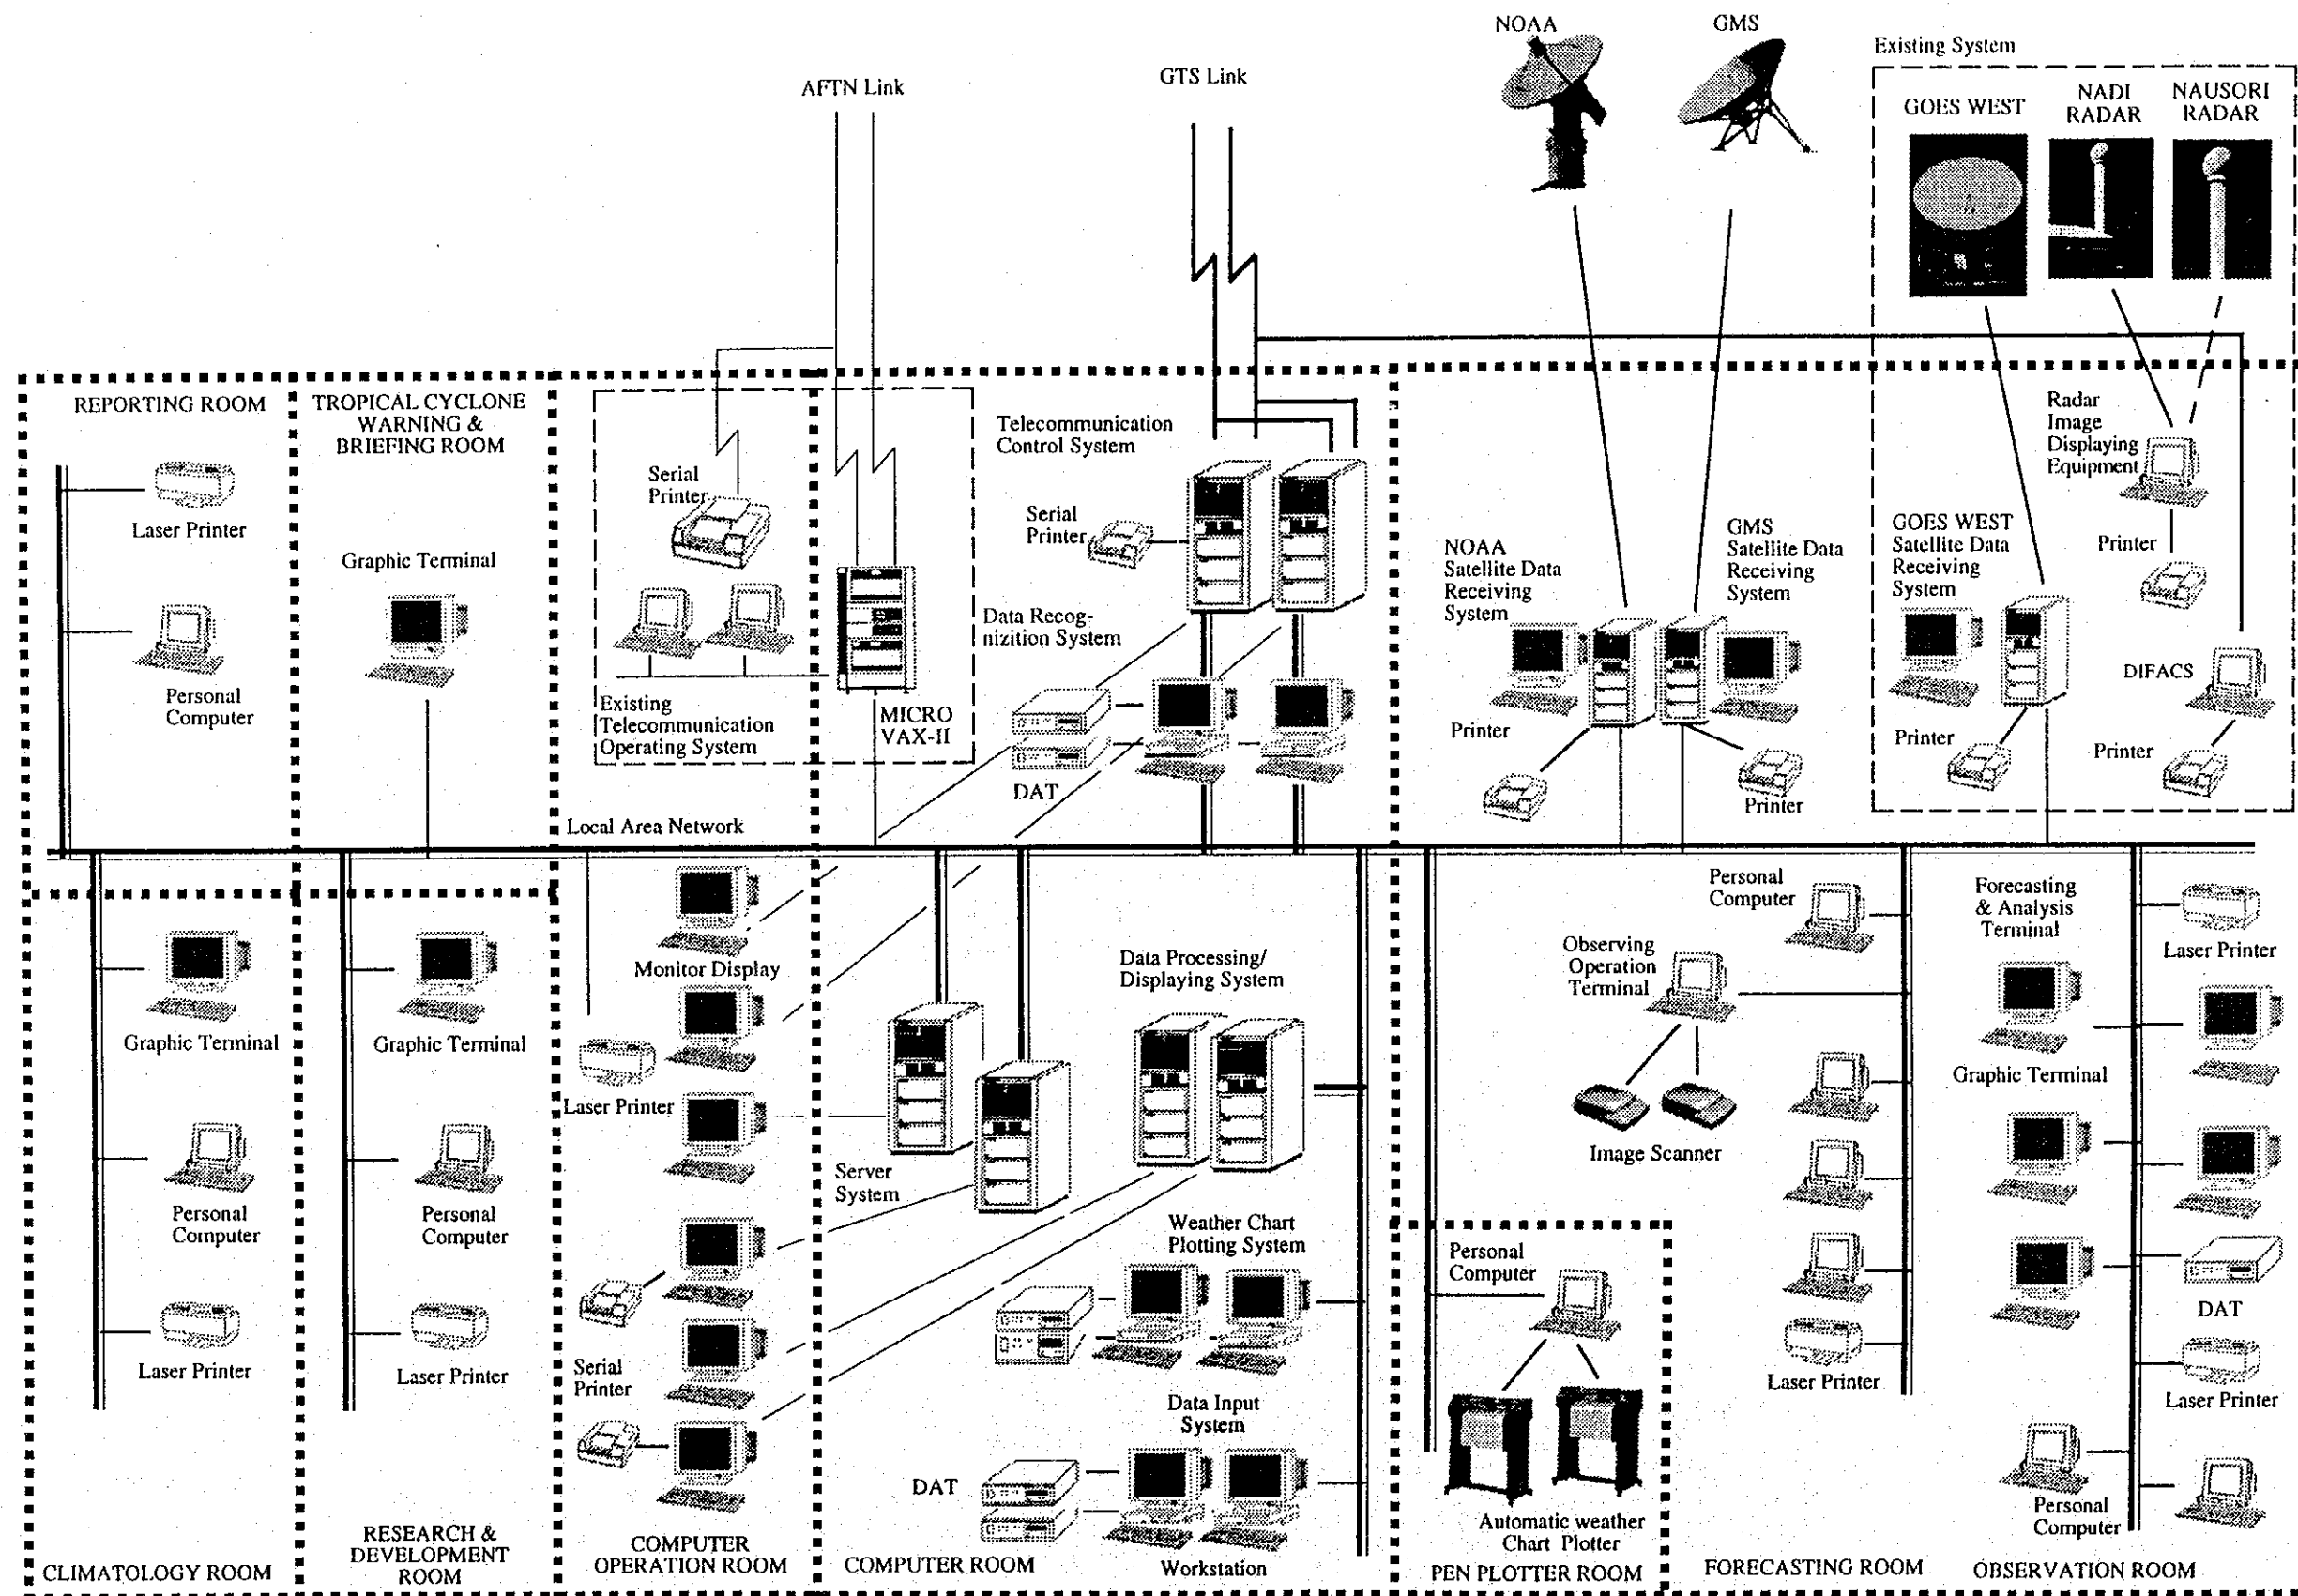 NOAA
GMS
Existing System
AFTN Link
GTS Link
GOES WEST
NADI
RADAR
NAUSORI
RADAR
REPORTING ROOM
TROPICAL CYCLONE
WARNING &
BRIEFING ROOM
Telecommunication
Control System
Radar
Image
Displaying
Equipment
Serial
Printer
Laser Printer
Serial
Printer
Graphic Terminal
NOAA
Satellite Data
Receiving
System
GMS
Satellite Data
Receiving
System
GOES WEST
Satellite Data
Receiving
System
Printer
Data Recog-
nizition System
DIFACS
Personal
Computer
Existing
Telecommunication
Operating System
MICRO
VAX-II
Printer
Printer
Printer
DAT
Printer
Local Area Network
Personal
Computer
Forecasting
& Analysis
Terminal
Monitor Display
Data Processing/
Displaying System
Observing
Operation
Terminal
Laser Printer
Graphic Terminal
Graphic Terminal
Graphic Terminal
Laser Printer
Image Scanner
Server
System
Personal
Computer
Personal
Computer
Weather Chart
Plotting System
Personal
Computer
DAT
Laser Printer
Laser Printer
Serial
Printer
Laser Printer
Laser Printer
Data Input
System
DAT
Automatic weather
Chart Plotter
Personal
Computer
CLIMATOLOGY ROOM
RESEARCH &
DEVELOPMENT
ROOM
COMPUTER
OPERATION ROOM
COMPUTER ROOM
Workstation
PEN PLOTTER ROOM
FORECASTING ROOM
OBSERVATION ROOM